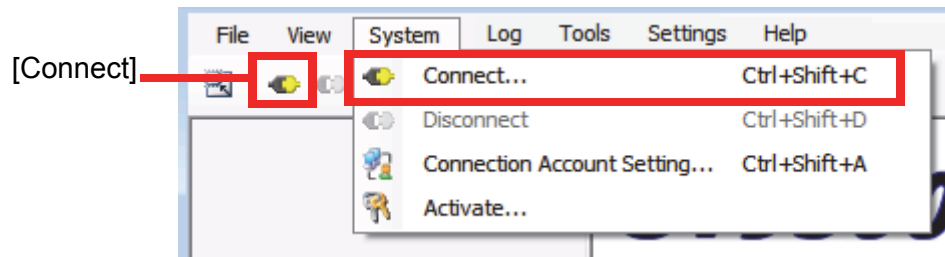 File View System Log Tools Settings Help
[Connect]
Connect... Ctrl+Shift+C
Disconnect Ctrl+Shift+D
Connection Account Setting... Ctrl+Shift+A
Activate...